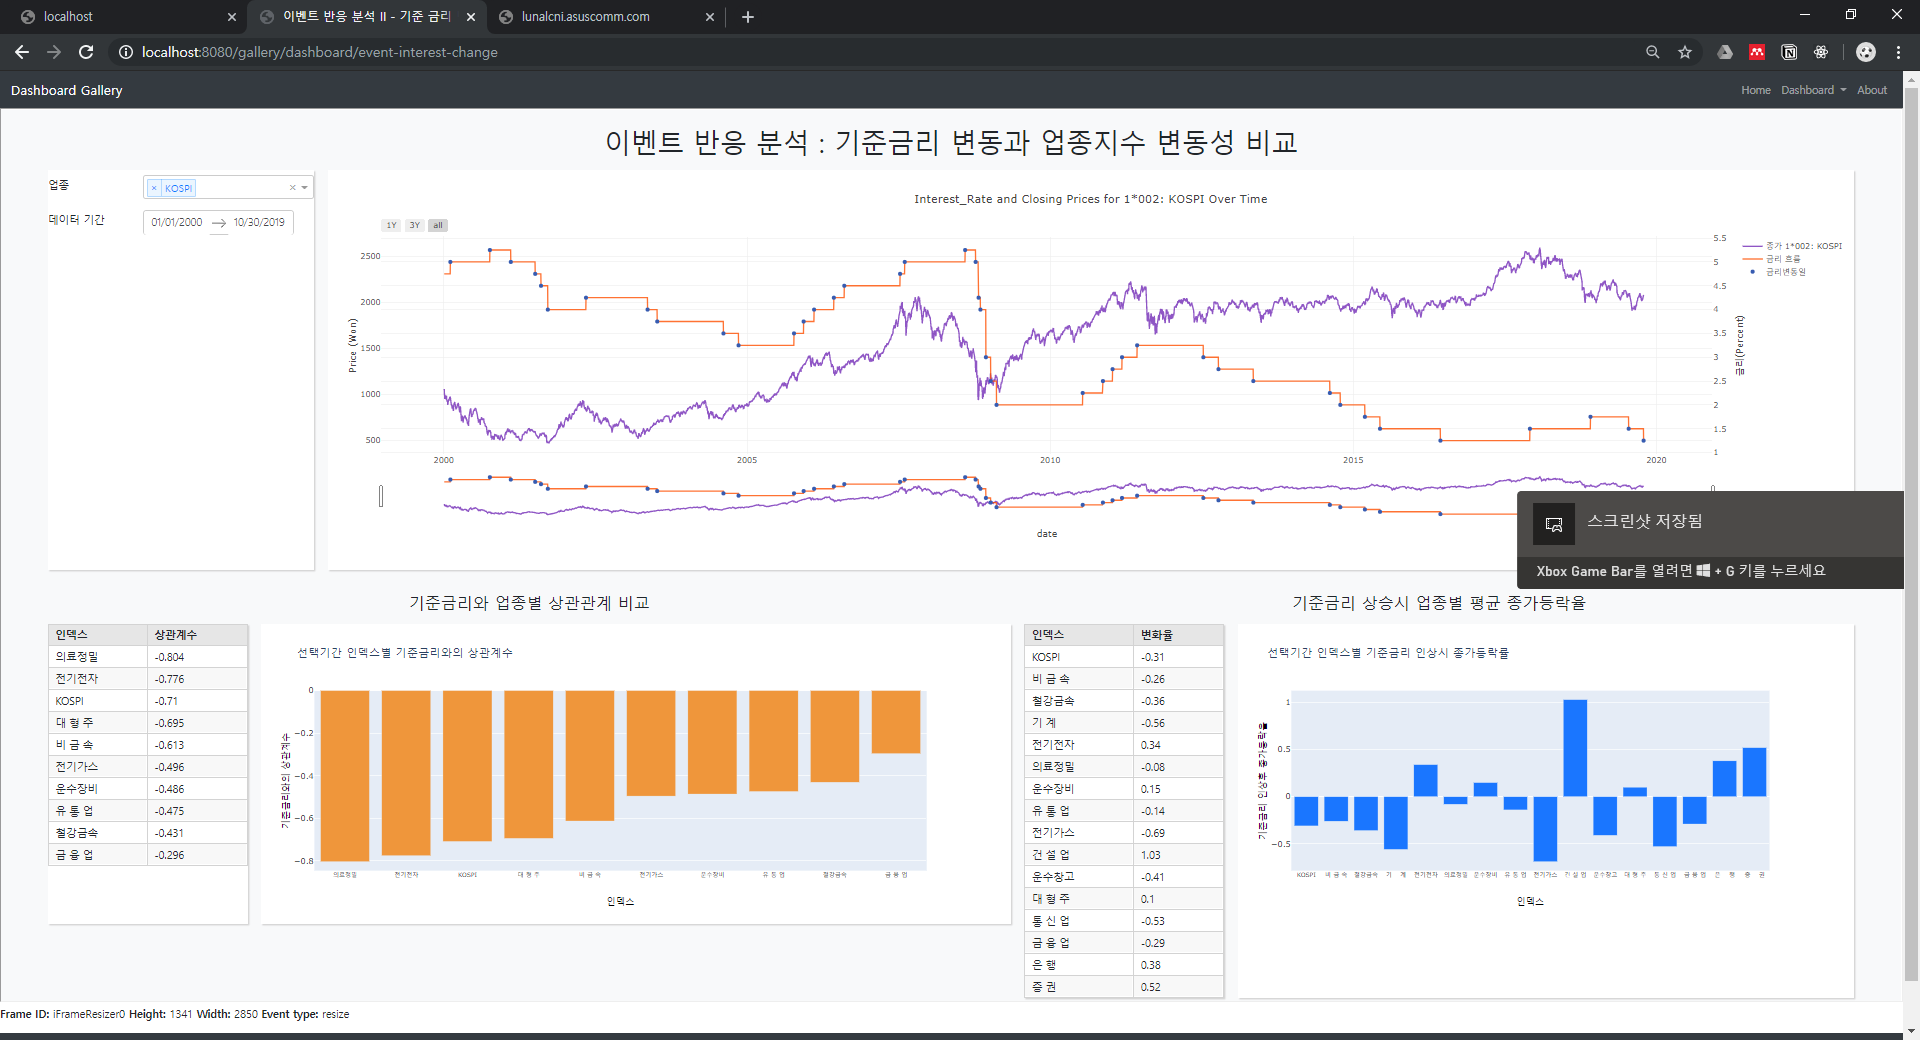 localhost
이벤트 반응 분석 II - 기준 금리
lunalcni.asuscomm.com
localhost:8080/gallery/dashboard/event-interest-change
Dashboard Gallery
Home Dashboard About
이벤트 반응 분석 : 기준금리 변동과 업종지수 변동성 비교
업종
× KOSPI
데이터 기간
01/01/2000 → 10/30/2019
Interest_Rate and Closing Prices for 1*002: KOSPI Over Time
1Y 3Y all
Price (Won)
2500
2000
1500
1000
500
5.5
5
4.5
4
3.5
3
2.5
2
1.5
1
금리(Percent)
종가 1*002: KOSPI
금리 흐름
금리변동일
2000 2005 2010 2015 2020
date
스크린샷 저장됨
Xbox Game Bar를 열려면 + G 키를 누르세요
기준금리와 업종별 상관관계 비교
인덱스 상관계수
의료정밀 -0.804
전기전자 -0.776
KOSPI -0.71
대 형 주 -0.695
비 금 속 -0.613
전기가스 -0.496
운수장비 -0.486
유 통 업 -0.475
철강금속 -0.431
금 융 업 -0.296
선택기간 인덱스별 기준금리와의 상관계수
기준금리와의 상관계수
0
−0.2
−0.4
−0.6
−0.8
의료정밀 전기전자 KOSPI 대 형 주 비 금 속 전기가스 운수장비 유 통 업 철강금속 금 융 업
인덱스
기준금리 상승시 업종별 평균 종가등락율
인덱스 변화율
KOSPI -0.31
비 금 속 -0.26
철강금속 -0.36
기 계 -0.56
전기전자 0.34
의료정밀 -0.08
운수장비 0.15
유 통 업 -0.14
전기가스 -0.69
건 설 업 1.03
운수창고 -0.41
대 형 주 0.1
통 신 업 -0.53
금 융 업 -0.29
은 행 0.38
증 권 0.52
선택기간 인덱스별 기준금리 인상시 종가등락율
기준금리 인상후 종가등락율
1
0.5
0
−0.5
KOSPI 비 금 속 철강금속 기 계 전기전자 의료정밀 운수장비 유 통 업 전기가스 건 설 업 운수창고 대 형 주 통 신 업 금 융 업 은 행 증 권
인덱스
Frame ID: iFrameResizer0 Height: 1341 Width: 2850 Event type: resize